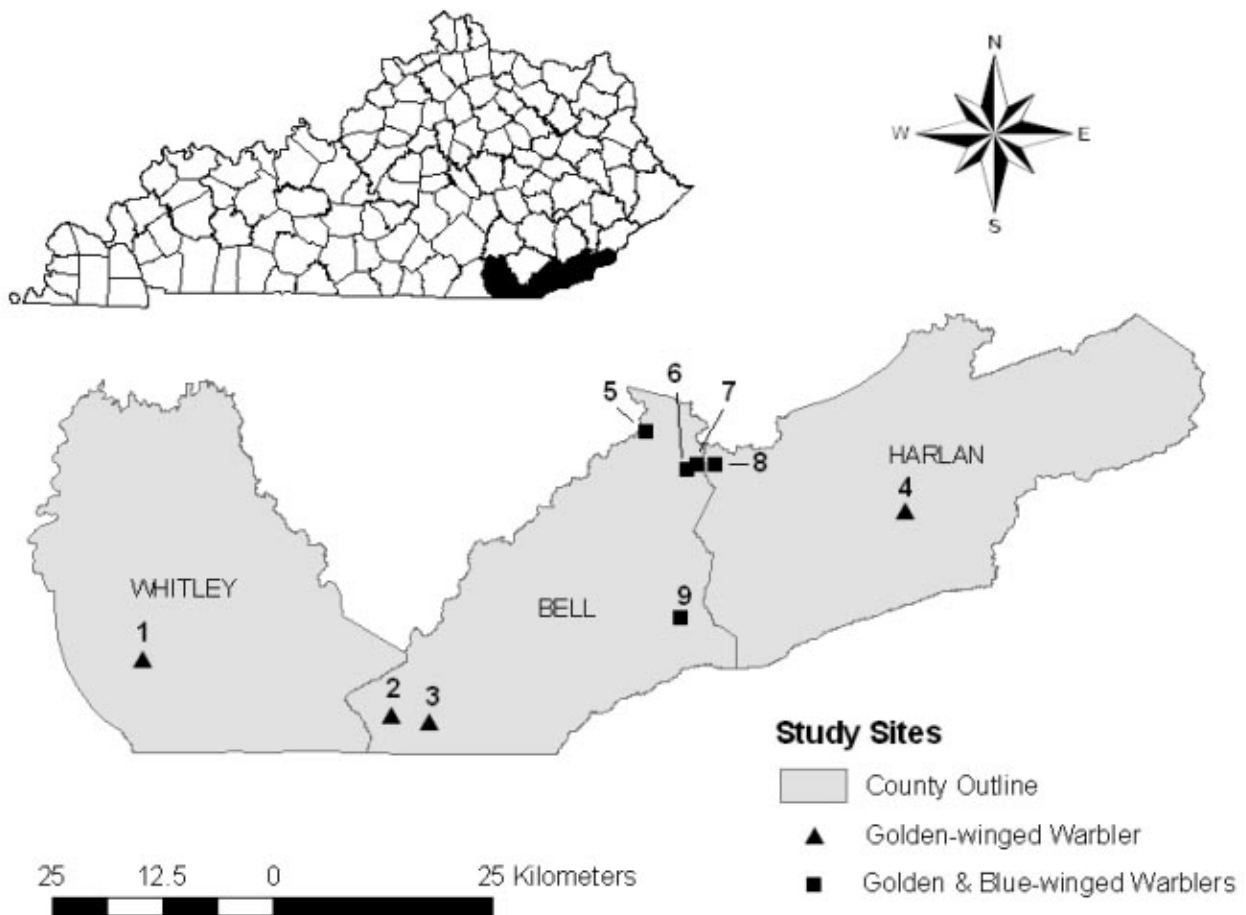 N
W E
S
5 6 7
8
HARLAN
4
WHITLEY
BELL
9
1
2 3
Study Sites
County Outline
Golden-winged Warbler
Golden & Blue-winged Warblers
25 12.5 0 25 Kilometers